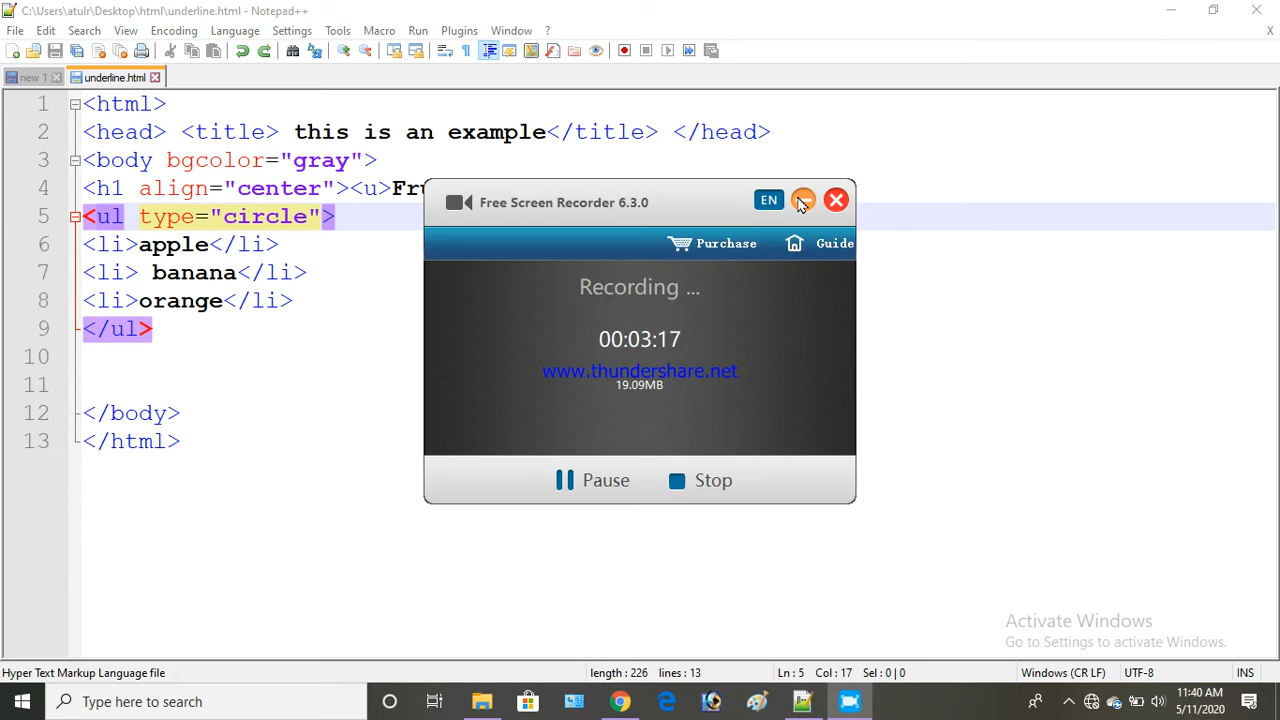 C:\Users\atulr\Desktop\html\underline.html - Notepad++
File Edit Search View Encoding Language Settings Tools Macro Run Plugins Window ? X
new 1 underline.html
1 <html>
2 <head> <title> this is an example</title> </head>
3 <body bgcolor="gray">
4 <h1 align="center"><u>Fr
5 <ul type="circle">
6 <li>apple</li>
7 <li> banana</li>
8 <li>orange</li>
9 </ul>
10
11
12 </body>
13 </html>
Free Screen Recorder 6.3.0 EN
Purchase Guide
Recording ...
00:03:17
www.thundershare.net
19.09MB
Pause Stop
Activate Windows
Go to Settings to activate Windows.
Hyper Text Markup Language file length : 226 lines : 13 Ln : 5 Col : 17 Sel : 0 | 0 Windows (CR LF) UTF-8 INS
Type here to search
11:40 AM
5/11/2020